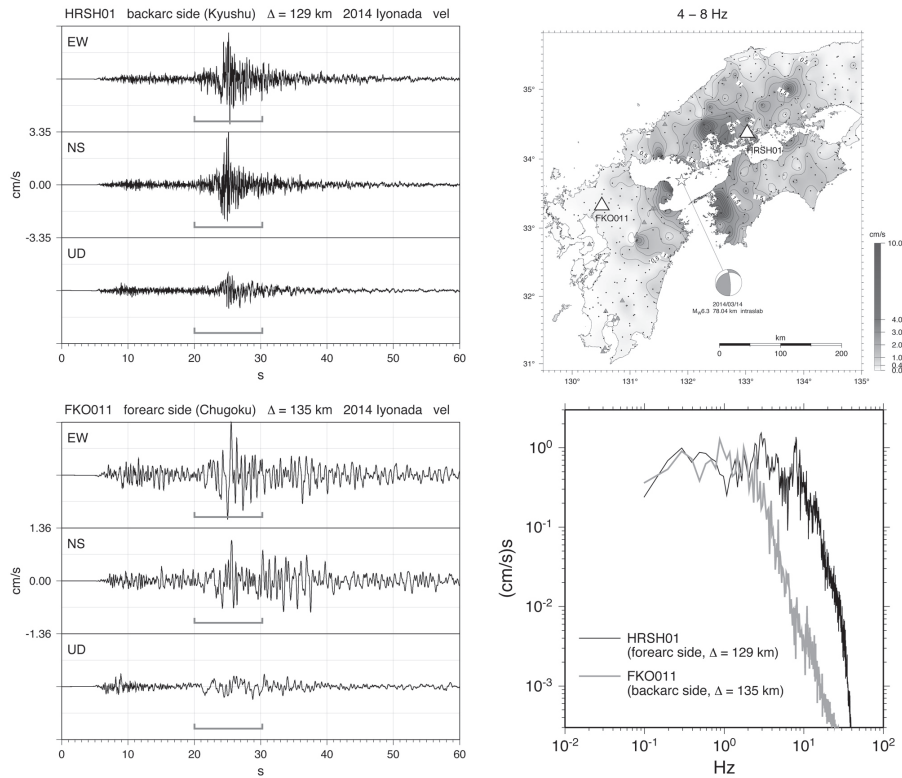 HRSH01 backarc side (Kyushu) Δ = 129 km 2014 Iyonada vel
EW
3.35
NS
cm/s
0.00
-3.35
UD
0 10 20 30 40 50 60
s
4 – 8 Hz
35°
34°
33°
32°
31°
130° 131° 132° 133° 134° 135°
HRSH01
FKO011
2014/03/14
Mw6.3 78.04 km intraslab
km
0 100 200
cm/s
10.0
4.0
3.0
2.0
1.0
0.4
0.0
FKO011 forearc side (Chugoku) Δ = 135 km 2014 Iyonada vel
EW
1.36
NS
cm/s
0.00
-1.36
UD
0 10 20 30 40 50 60
s
(cm/s)s
10⁰
10⁻¹
10⁻²
10⁻³
HRSH01
(forearc side, Δ = 129 km)
FKO011
(backarc side, Δ = 135 km)
10⁻² 10⁻¹ 10⁰ 10¹ 10²
Hz